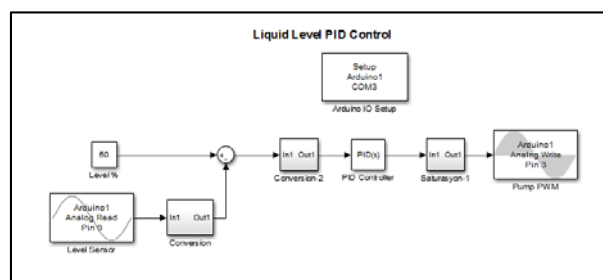 Liquid Level PID Control
Setup
Arduino1
COM3
Arduino IO Setup
60
Level %
In1 Out1
Conversion-2
PID(s)
PID Controller
In1 Out1
Saturasyon-1
Arduino1
Analog Write
Pin 3
Pump PWM
Arduino1
Analog Read
Pin 0
Level Sensor
In1 Out1
Conversion